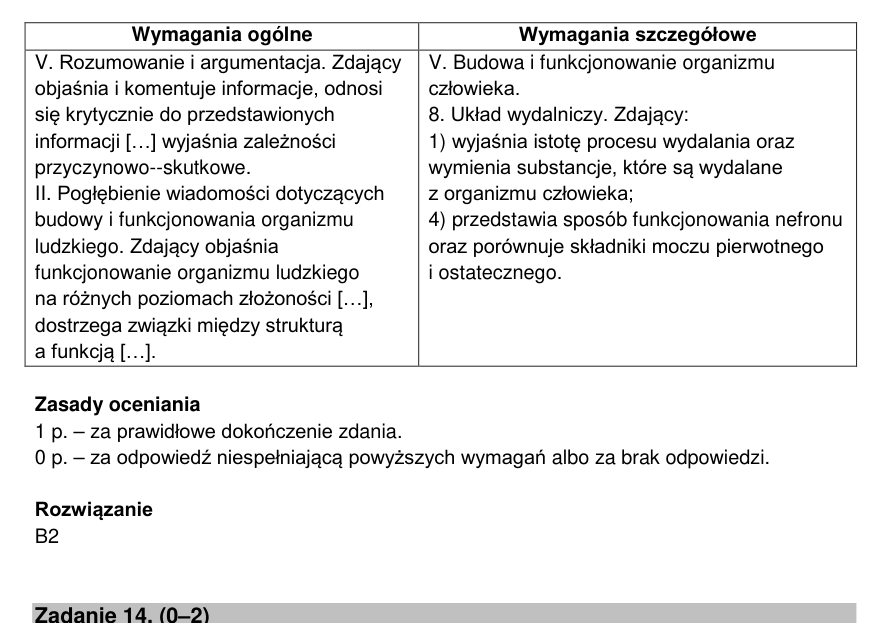 Wymagania ogólne
Wymagania szczegółowe
V. Rozumowanie i argumentacja. Zdający
objaśnia i komentuje informacje, odnosi
się krytycznie do przedstawionych
informacji […] wyjaśnia zależności
przyczynowo--skutkowe.
II. Pogłębienie wiadomości dotyczących
budowy i funkcjonowania organizmu
ludzkiego. Zdający objaśnia
funkcjonowanie organizmu ludzkiego
na różnych poziomach złożoności […],
dostrzega związki między strukturą
a funkcją […].
V. Budowa i funkcjonowanie organizmu
człowieka.
8. Układ wydalniczy. Zdający:
1) wyjaśnia istotę procesu wydalania oraz
wymienia substancje, które są wydalane
z organizmu człowieka;
4) przedstawia sposób funkcjonowania nefronu
oraz porównuje składniki moczu pierwotnego
i ostatecznego.
Zasady oceniania
1 p. – za prawidłowe dokończenie zdania.
0 p. – za odpowiedź niespełniającą powyższych wymagań albo za brak odpowiedzi.
Rozwiązanie
B2
Zadanie 14. (0–2)